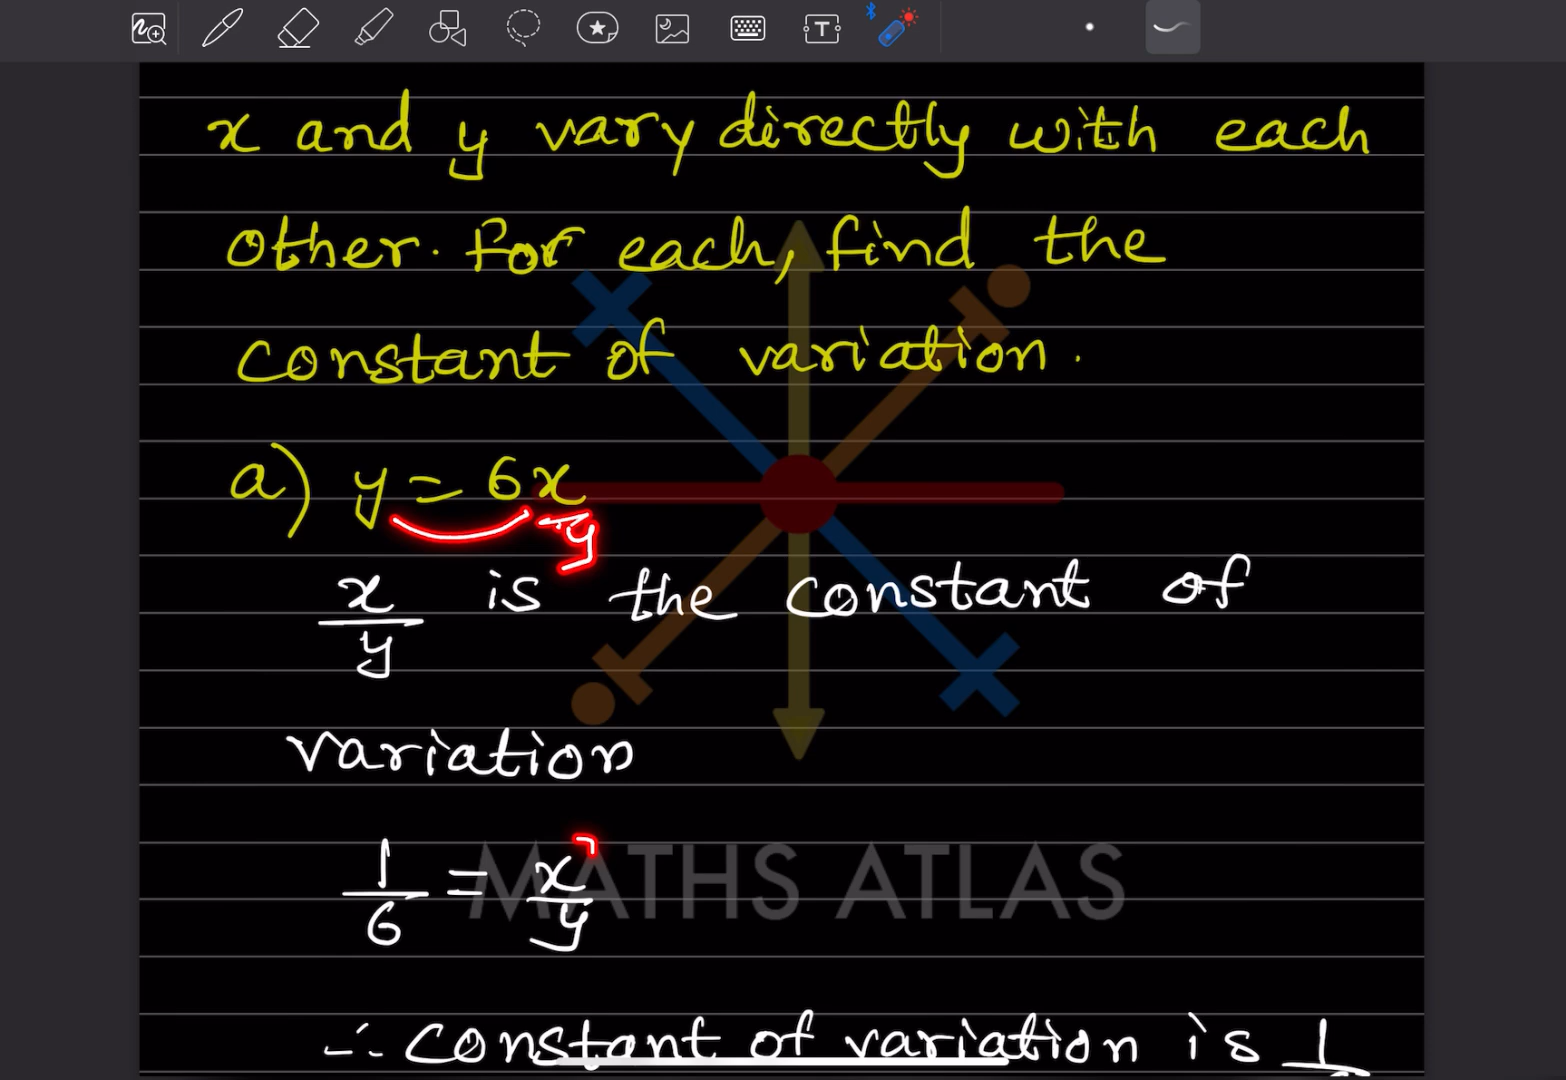 x and y vary directly with each
other. For each, find the
constant of variation.
a) y = 6x
y
x/y is the constant of
variation
1/6 = x/y
MATHS ATLAS
∴ constant of variation is 1